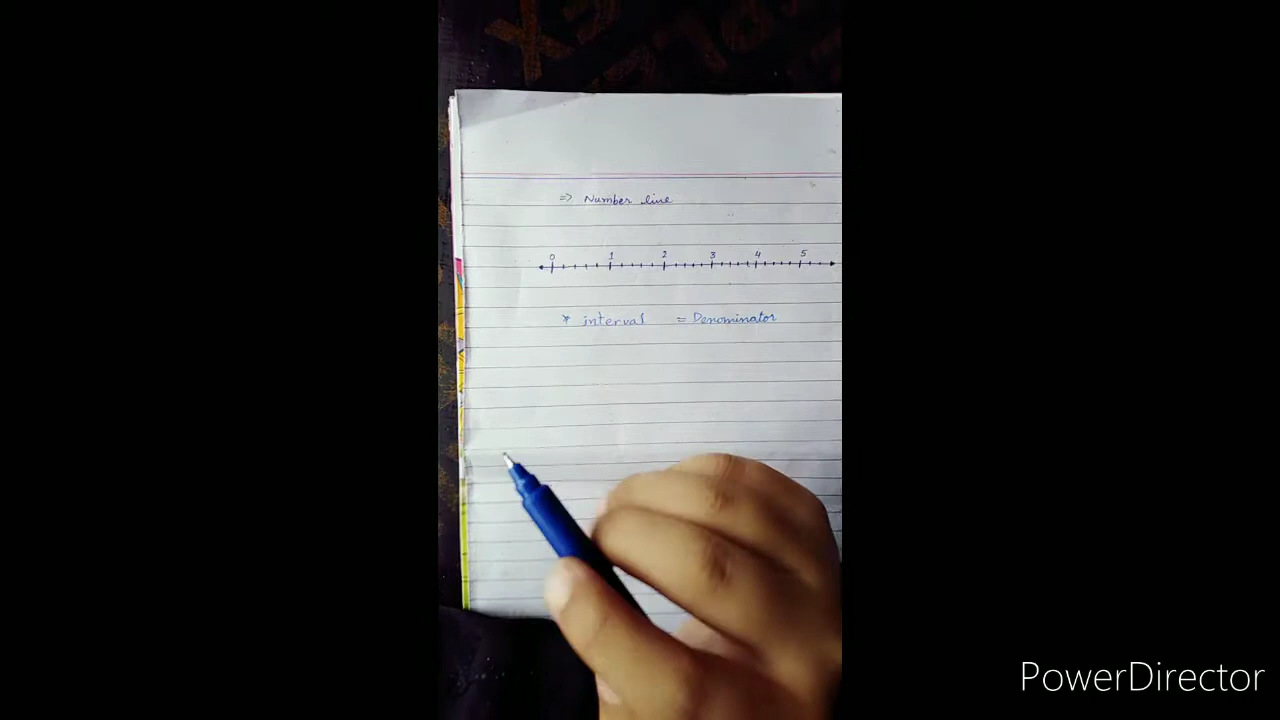 => Number line
0 1 2 3 4 5
* interval = Denominator
PowerDirector